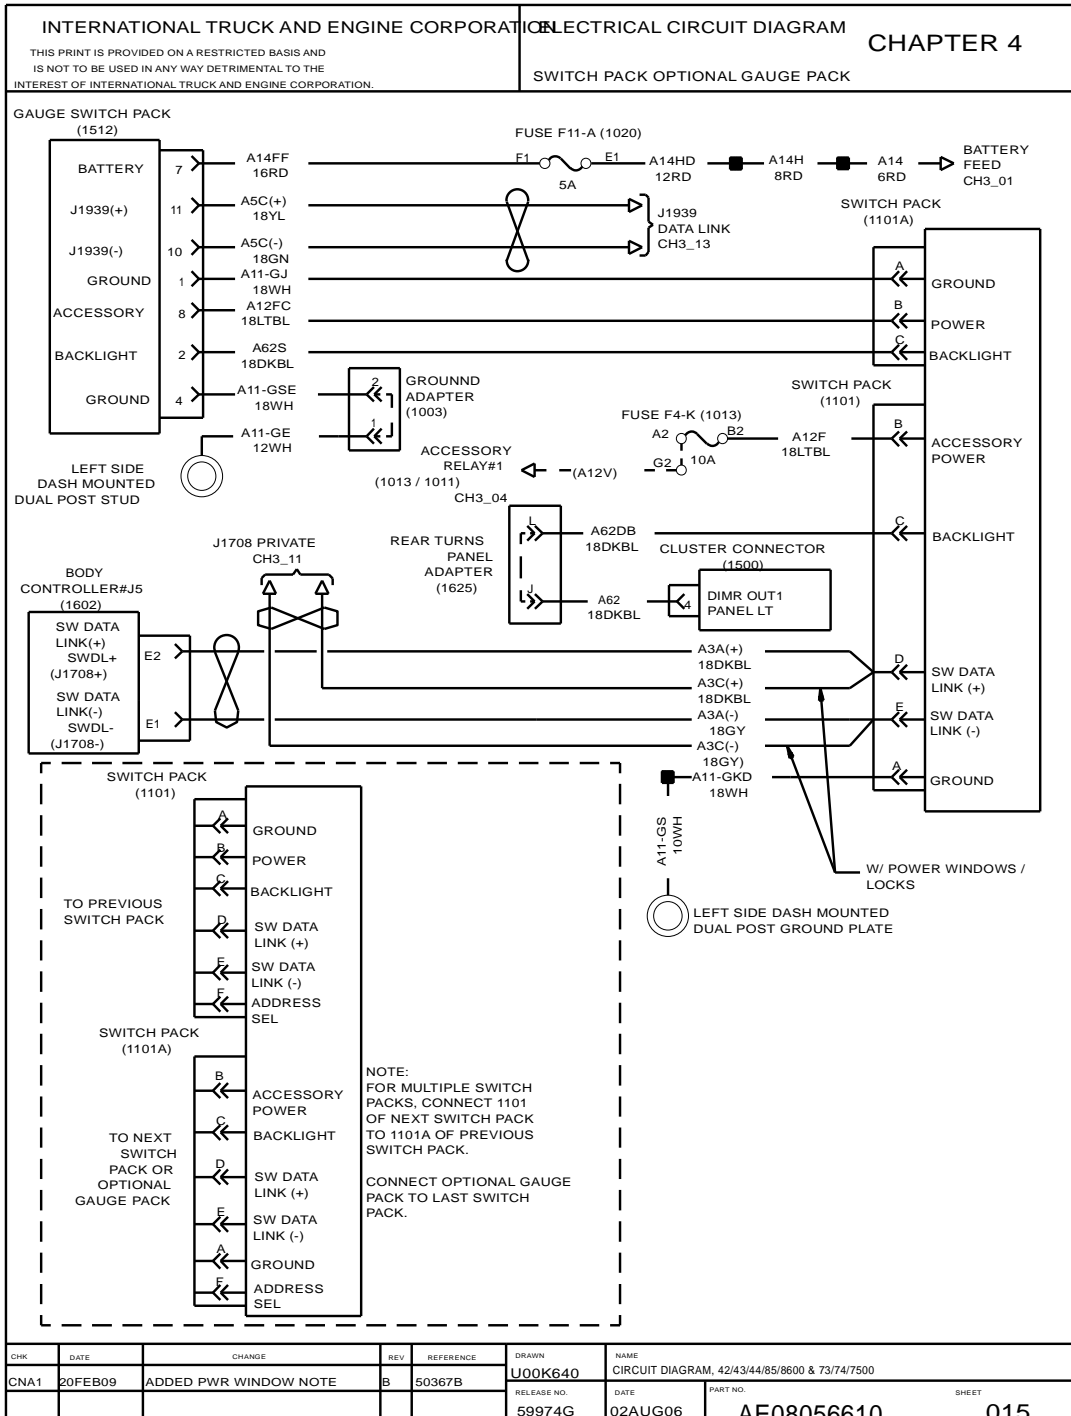 INTERNATIONAL TRUCK AND ENGINE CORPORATION
THIS PRINT IS PROVIDED ON A RESTRICTED BASIS AND
IS NOT TO BE USED IN ANY WAY DETRIMENTAL TO THE
INTEREST OF INTERNATIONAL TRUCK AND ENGINE CORPORATION.
ELECTRICAL CIRCUIT DIAGRAM
CHAPTER 4
SWITCH PACK OPTIONAL GAUGE PACK
GAUGE SWITCH PACK
(1512)
BATTERY
7
A14FF
16RD
FUSE F11-A (1020)
F1
E1
5A
A14HD
12RD
A14H
8RD
A14
6RD
BATTERY
FEED
CH3_01
J1939(+)
11
A5C(+)
18YL
J1939(-)
10
A5C(-)
18GN
J1939
DATA LINK
CH3_13
SWITCH PACK
(1101A)
GROUND
1
A11-GJ
18WH
A
GROUND
ACCESSORY
8
A12FC
18LTBL
B
POWER
BACKLIGHT
2
A62S
18DKBL
C
BACKLIGHT
GROUND
4
A11-GSE
18WH
2
1
GROUNND
ADAPTER
(1003)
A11-GE
12WH
LEFT SIDE
DASH MOUNTED
DUAL POST STUD
SWITCH PACK
(1101)
FUSE F4-K (1013)
A2
B2
G2
10A
A12F
18LTBL
B
ACCESSORY
POWER
ACCESSORY
RELAY#1
(1013 / 1011)
CH3_04
(A12V)
REAR TURNS
PANEL
ADAPTER
(1625)
L
J
A62DB
18DKBL
C
BACKLIGHT
CLUSTER CONNECTOR
(1500)
A62
18DKBL
4
DIMR OUT1
PANEL LT
J1708 PRIVATE
CH3_11
BODY
CONTROLLER#J5
(1602)
SW DATA
LINK(+)
SWDL+
(J1708+)
E2
SW DATA
LINK(-)
SWDL-
(J1708-)
E1
A3A(+)
18DKBL
A3C(+)
18DKBL
A3A(-)
18GY
A3C(-)
18GY)
D
SW DATA
LINK (+)
E
SW DATA
LINK (-)
A11-GKD
18WH
A
GROUND
A11-GS
10WH
W/ POWER WINDOWS /
LOCKS
LEFT SIDE DASH MOUNTED
DUAL POST GROUND PLATE
SWITCH PACK
(1101)
TO PREVIOUS
SWITCH PACK
A
GROUND
B
POWER
C
BACKLIGHT
D
SW DATA
LINK (+)
E
SW DATA
LINK (-)
F
ADDRESS
SEL
SWITCH PACK
(1101A)
TO NEXT
SWITCH
PACK OR
OPTIONAL
GAUGE PACK
B
ACCESSORY
POWER
C
BACKLIGHT
D
SW DATA
LINK (+)
E
SW DATA
LINK (-)
A
GROUND
F
ADDRESS
SEL
NOTE:
FOR MULTIPLE SWITCH
PACKS, CONNECT 1101
OF NEXT SWITCH PACK
TO 1101A OF PREVIOUS
SWITCH PACK.
CONNECT OPTIONAL GAUGE
PACK TO LAST SWITCH
PACK.
CHK DATE CHANGE REV REFERENCE
CNA1 20FEB09 ADDED PWR WINDOW NOTE B 50367B
DRAWN
U00K640
NAME
CIRCUIT DIAGRAM, 42/43/44/85/8600 & 73/74/7500
RELEASE NO.
59974G
DATE
02AUG06
PART NO.
AE08056610
SHEET
015